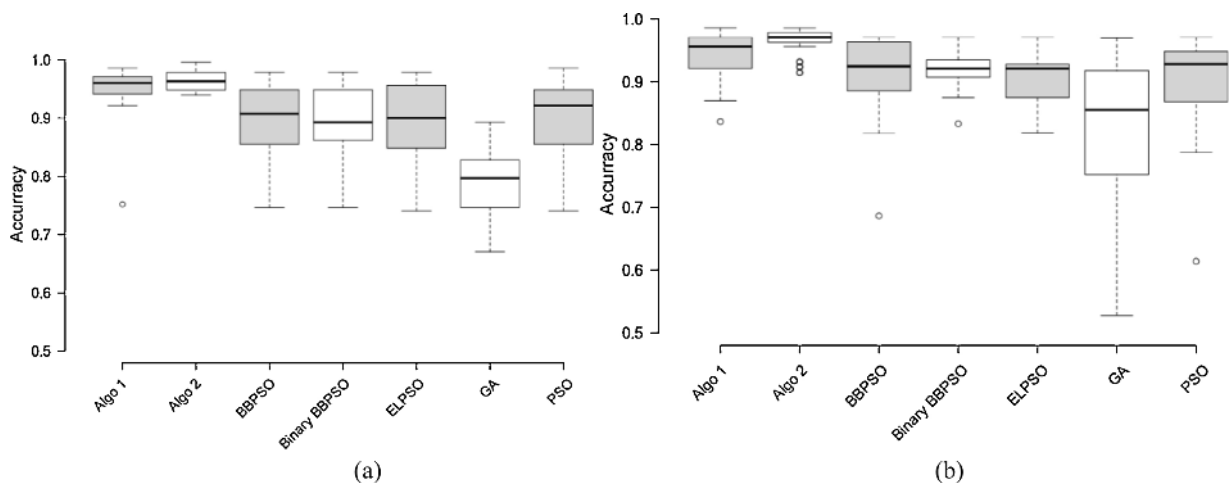 Accurracy
1.0
0.9
0.8
0.7
0.6
0.5
Algo 1
Algo 2
BBPSO
Binary BBPSO
ELPSO
GA
PSO
(a)
Accurracy
1.0
0.9
0.8
0.7
0.6
0.5
Algo 1
Algo 2
BBPSO
Binary BBPSO
ELPSO
GA
PSO
(b)